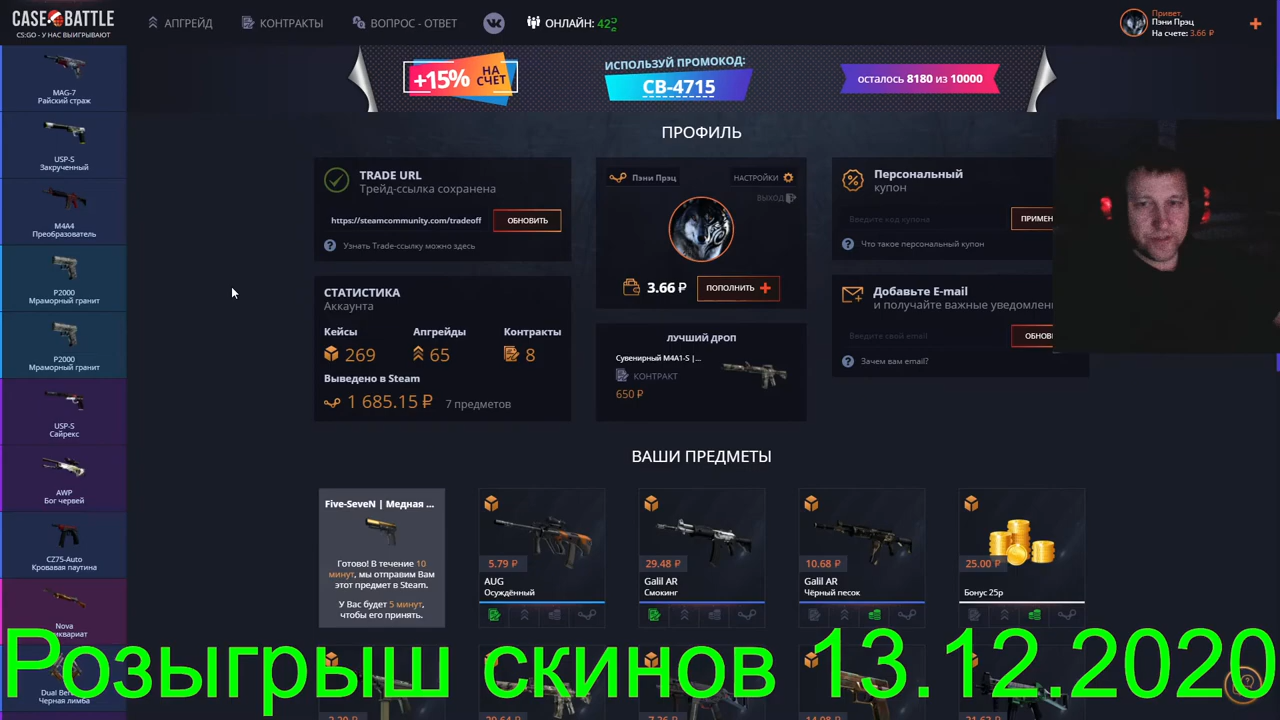 CASE BATTLE
CS:GO - У НАС ВЫИГРЫВАЮТ
АПГРЕЙД
КОНТРАКТЫ
ВОПРОС - ОТВЕТ
ОНЛАЙН:
Привет,
Пэни Прэц
На счете: 3.66 ₽
+15% НА СЧЕТ
ИСПОЛЬЗУЙ ПРОМОКОД:
CB-4715
осталось 8180 из 10000
MAG-7
Райский страж
USP-S
Закрученный
M4A4
Преобразователь
P2000
Мраморный гранит
P2000
Мраморный гранит
USP-S
Сайрекс
AWP
Бог червей
CZ75-Auto
Кровавая паутина
Nova
ПРОФИЛЬ
TRADE URL
Трейд-ссылка сохранена
https://steamcommunity.com/tradeoff
ОБНОВИТЬ
Узнать Trade-ссылку можно здесь
СТАТИСТИКА
Аккаунта
Кейсы
Апгрейды
Контракты
269
65
8
Выведено в Steam
1 685.15 ₽
7 предметов
Пэни Прэц
НАСТРОЙКИ
ВЫХОД
3.66 ₽
ПОПОЛНИТЬ
ЛУЧШИЙ ДРОП
Сувенирный M4A1-S |...
КОНТРАКТ
650 ₽
Персональный
купон
Введите код купона
ПРИМЕН
Что такое персональный купон
Добавьте E-mail
и получайте важные уведомлен
Введите свой email
ОБНОВ
Зачем вам email?
ВАШИ ПРЕДМЕТЫ
Five-SeveN | Медная ...
Готово! В течение 10
минут, мы отправим Вам
этот предмет в Steam.
У Вас будет 5 минут,
чтобы его принять.
5.79 ₽
AUG
Осуждённый
29.48 ₽
Galil AR
Смокинг
10.68 ₽
Galil AR
Чёрный песок
25.00 ₽
Бонус 25р
Розыгрыш скинов 13.12.2020